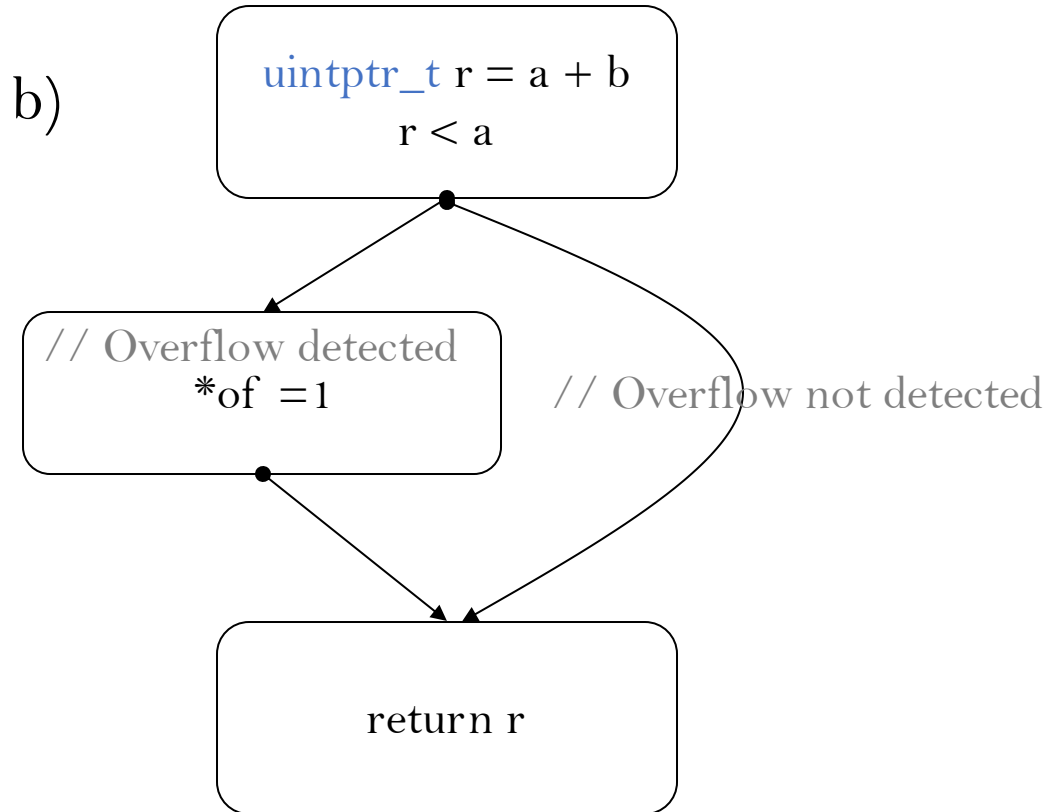 b)
uintptr_t r = a + b
r < a
// Overflow detected
*of =1
// Overflow not detected
return r